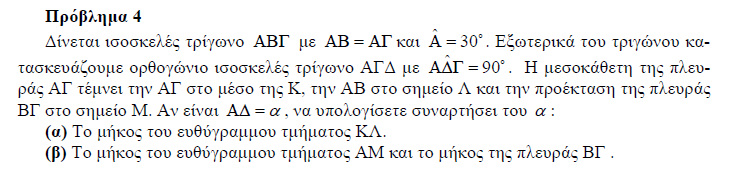 Πρόβλημα 4
Δίνεται ισοσκελές τρίγωνο ΑΒΓ με ΑΒ = ΑΓ και Â = 30°. Εξωτερικά του τριγώνου κα-
τασκευάζουμε ορθογώνιο ισοσκελές τρίγωνο ΑΓΔ με ΑΔ̂Γ = 90°. Η μεσοκάθετη της πλευ-
ράς ΑΓ τέμνει την ΑΓ στο μέσο της Κ, την ΑΒ στο σημείο Λ και την προέκταση της πλευράς
ΒΓ στο σημείο Μ. Αν είναι ΑΔ = α, να υπολογίσετε συναρτήσει του α :
(α) Το μήκος του ευθύγραμμου τμήματος ΚΛ.
(β) Το μήκος του ευθύγραμμου τμήματος ΑΜ και το μήκος της πλευράς ΒΓ .